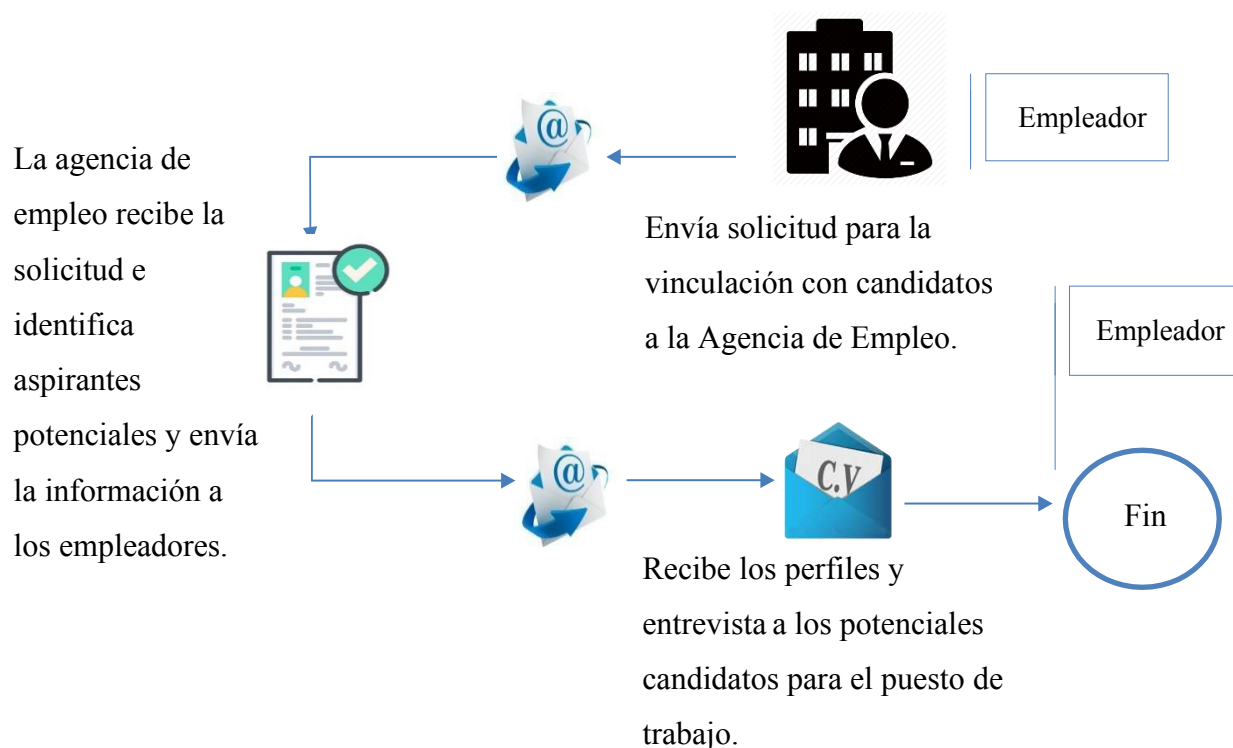 Empleador
@
Envía solicitud para la
vinculación con candidatos
a la Agencia de Empleo.
La agencia de
empleo recibe la
solicitud e
identifica
aspirantes
potenciales y envía
la información a
los empleadores.
@
C.V
Recibe los perfiles y
entrevista a los potenciales
candidatos para el puesto de
trabajo.
Empleador
Fin